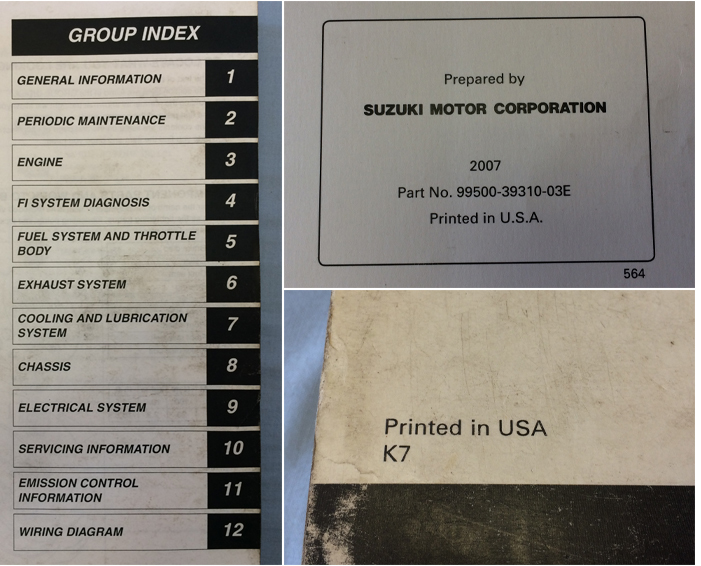 GROUP INDEX
GENERAL INFORMATION 1
PERIODIC MAINTENANCE 2
ENGINE 3
FI SYSTEM DIAGNOSIS 4
FUEL SYSTEM AND THROTTLE
BODY 5
EXHAUST SYSTEM 6
COOLING AND LUBRICATION
SYSTEM 7
CHASSIS 8
ELECTRICAL SYSTEM 9
SERVICING INFORMATION 10
EMISSION CONTROL
INFORMATION 11
WIRING DIAGRAM 12
Prepared by
SUZUKI MOTOR CORPORATION
2007
Part No. 99500-39310-03E
Printed in U.S.A.
564
Printed in USA
K7